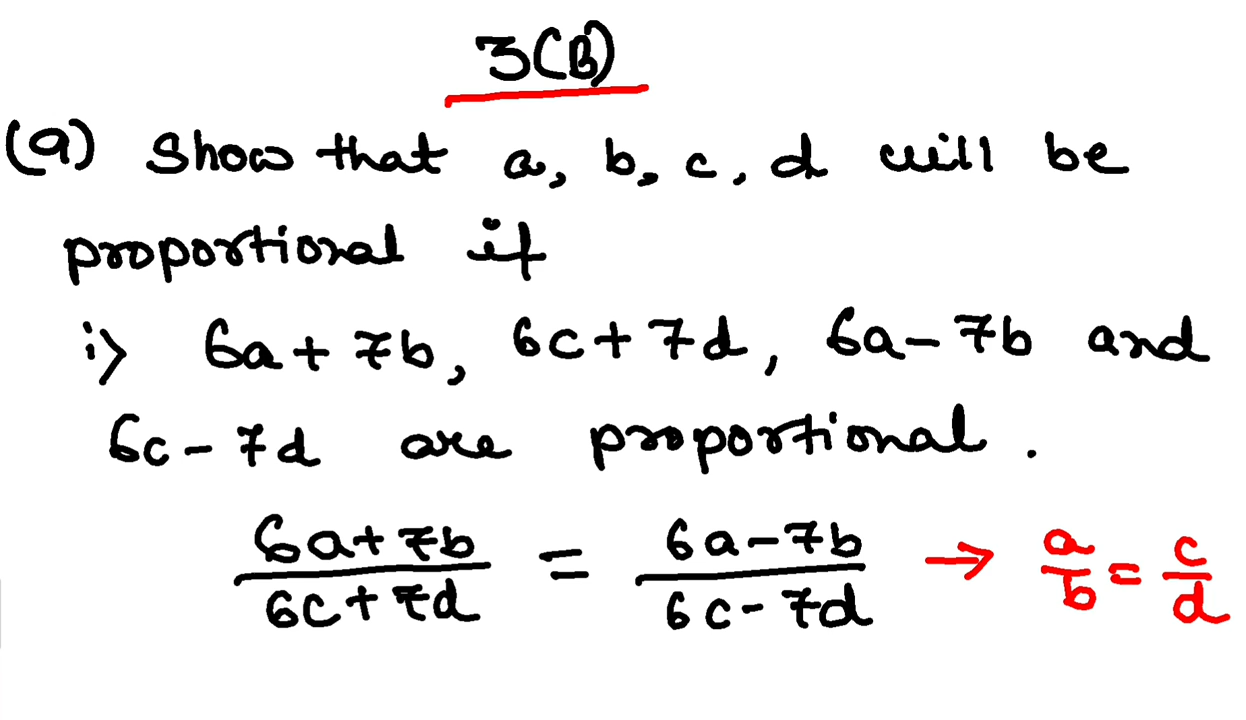 3(B)
(9) Show that a, b, c, d will be
proportional if
i> 6a + 7b, 6c + 7d, 6a - 7b and
6c - 7d are proportional.
6a + 7b / 6c + 7d = 6a - 7b / 6c - 7d → a/b = c/d